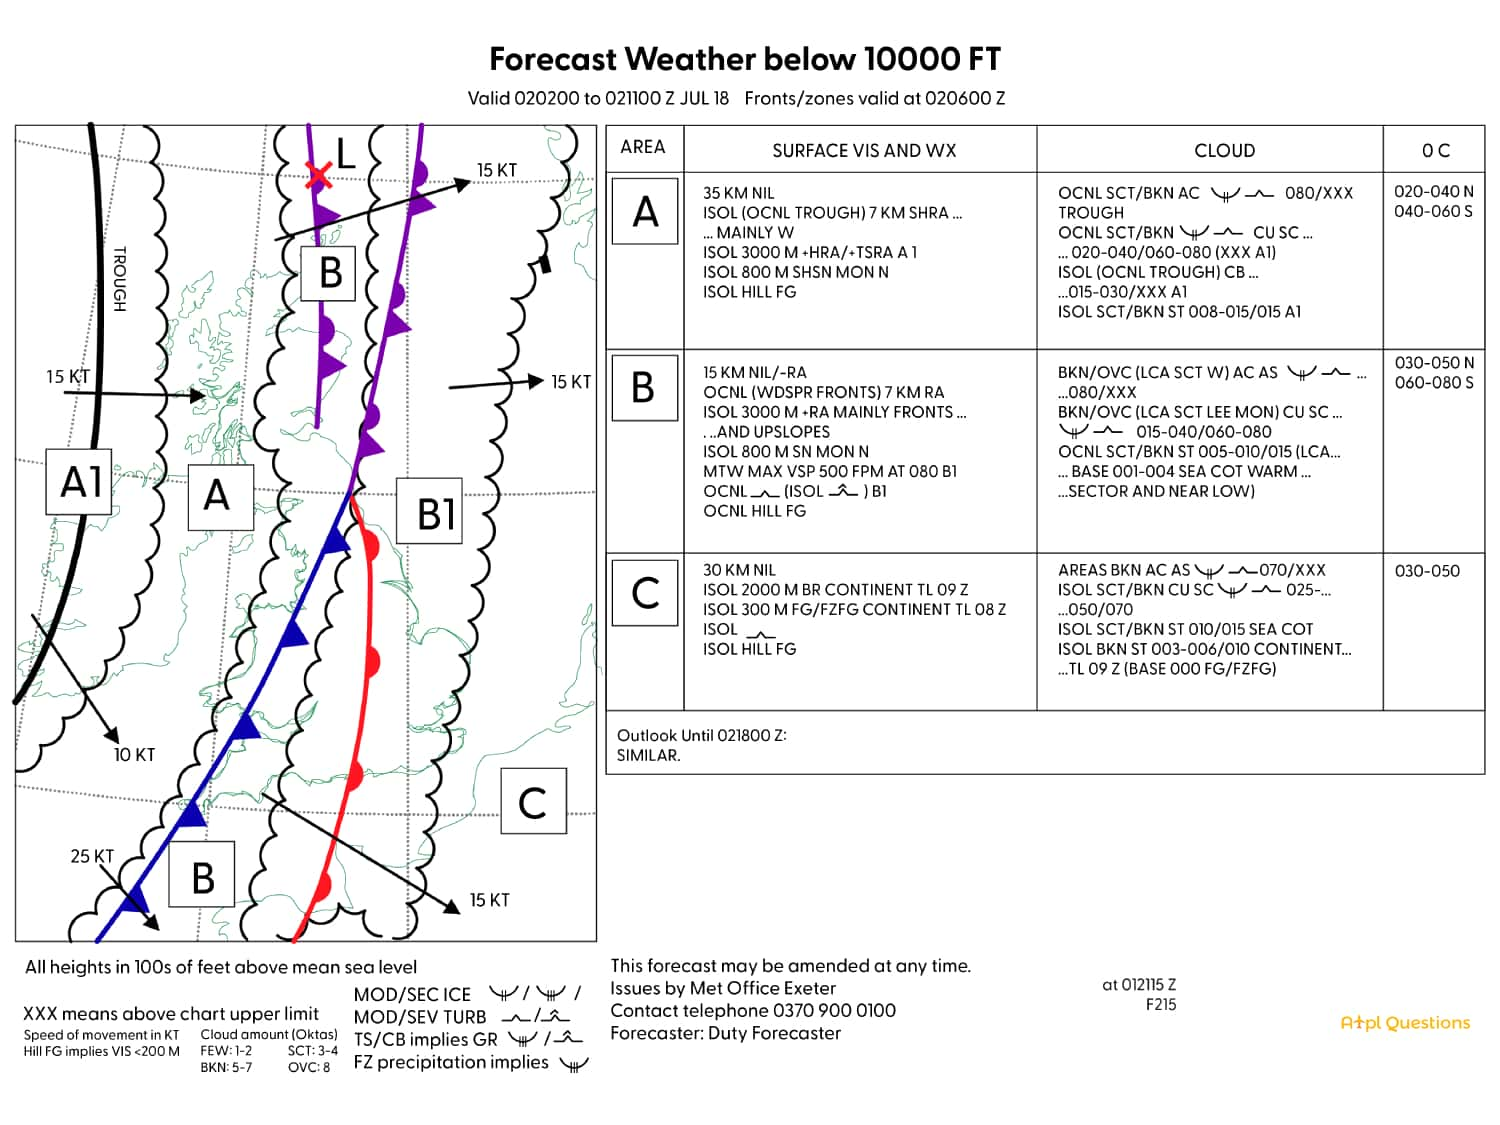 Forecast Weather below 10000 FT
Valid 020200 to 021100 Z JUL 18 Fronts/zones valid at 020600 Z
L
15 KT
B
TROUGH
15 KT
15 KT
A1
A
B1
10 KT
C
25 KT
B
15 KT
AREA SURFACE VIS AND WX CLOUD 0 C
A
35 KM NIL
ISOL (OCNL TROUGH) 7 KM SHRA ...
... MAINLY W
ISOL 3000 M +HRA/+TSRA A 1
ISOL 800 M SHSN MON N
ISOL HILL FG
OCNL SCT/BKN AC 080/XXX
TROUGH
OCNL SCT/BKN CU SC ...
... 020-040/060-080 (XXX A1)
ISOL (OCNL TROUGH) CB ...
...015-030/XXX A1
ISOL SCT/BKN ST 008-015/015 A1
020-040 N
040-060 S
B
15 KM NIL/-RA
OCNL (WDSPR FRONTS) 7 KM RA
ISOL 3000 M +RA MAINLY FRONTS ...
. ..AND UPSLOPES
ISOL 800 M SN MON N
MTW MAX VSP 500 FPM AT 080 B1
OCNL (ISOL ) B1
OCNL HILL FG
BKN/OVC (LCA SCT W) AC AS ...
...080/XXX
BKN/OVC (LCA SCT LEE MON) CU SC ...
015-040/060-080
OCNL SCT/BKN ST 005-010/015 (LCA...
... BASE 001-004 SEA COT WARM ...
...SECTOR AND NEAR LOW)
030-050 N
060-080 S
C
30 KM NIL
ISOL 2000 M BR CONTINENT TL 09 Z
ISOL 300 M FG/FZFG CONTINENT TL 08 Z
ISOL
ISOL HILL FG
AREAS BKN AC AS 070/XXX
ISOL SCT/BKN CU SC 025-...
...050/070
ISOL SCT/BKN ST 010/015 SEA COT
ISOL BKN ST 003-006/010 CONTINENT...
...TL 09 Z (BASE 000 FG/FZFG)
030-050
Outlook Until 021800 Z:
SIMILAR.
All heights in 100s of feet above mean sea level
XXX means above chart upper limit
Speed of movement in KT
Hill FG implies VIS <200 M
Cloud amount (Oktas)
FEW: 1-2 SCT: 3-4
BKN: 5-7 OVC: 8
MOD/SEC ICE / /
MOD/SEV TURB /
TS/CB implies GR /
FZ precipitation implies
This forecast may be amended at any time.
Issues by Met Office Exeter
Contact telephone 0370 900 0100
Forecaster: Duty Forecaster
at 012115 Z
F215
Atpl Questions